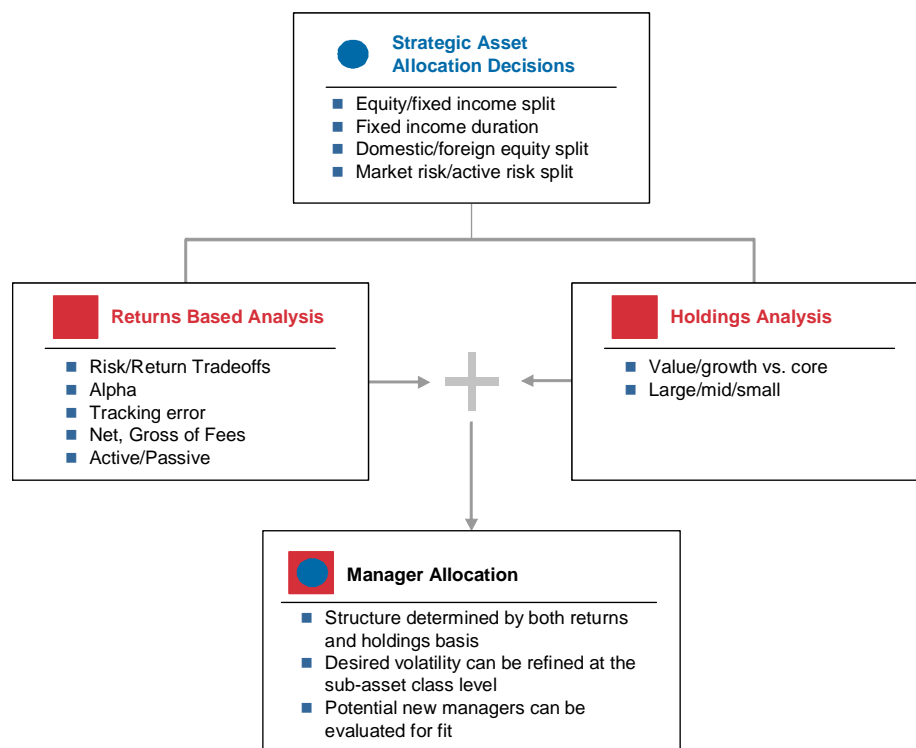 Strategic Asset
Allocation Decisions
Equity/fixed income split
Fixed income duration
Domestic/foreign equity split
Market risk/active risk split
Returns Based Analysis
Risk/Return Tradeoffs
Alpha
Tracking error
Net, Gross of Fees
Active/Passive
Holdings Analysis
Value/growth vs. core
Large/mid/small
Manager Allocation
Structure determined by both returns
and holdings basis
Desired volatility can be refined at the
sub-asset class level
Potential new managers can be
evaluated for fit